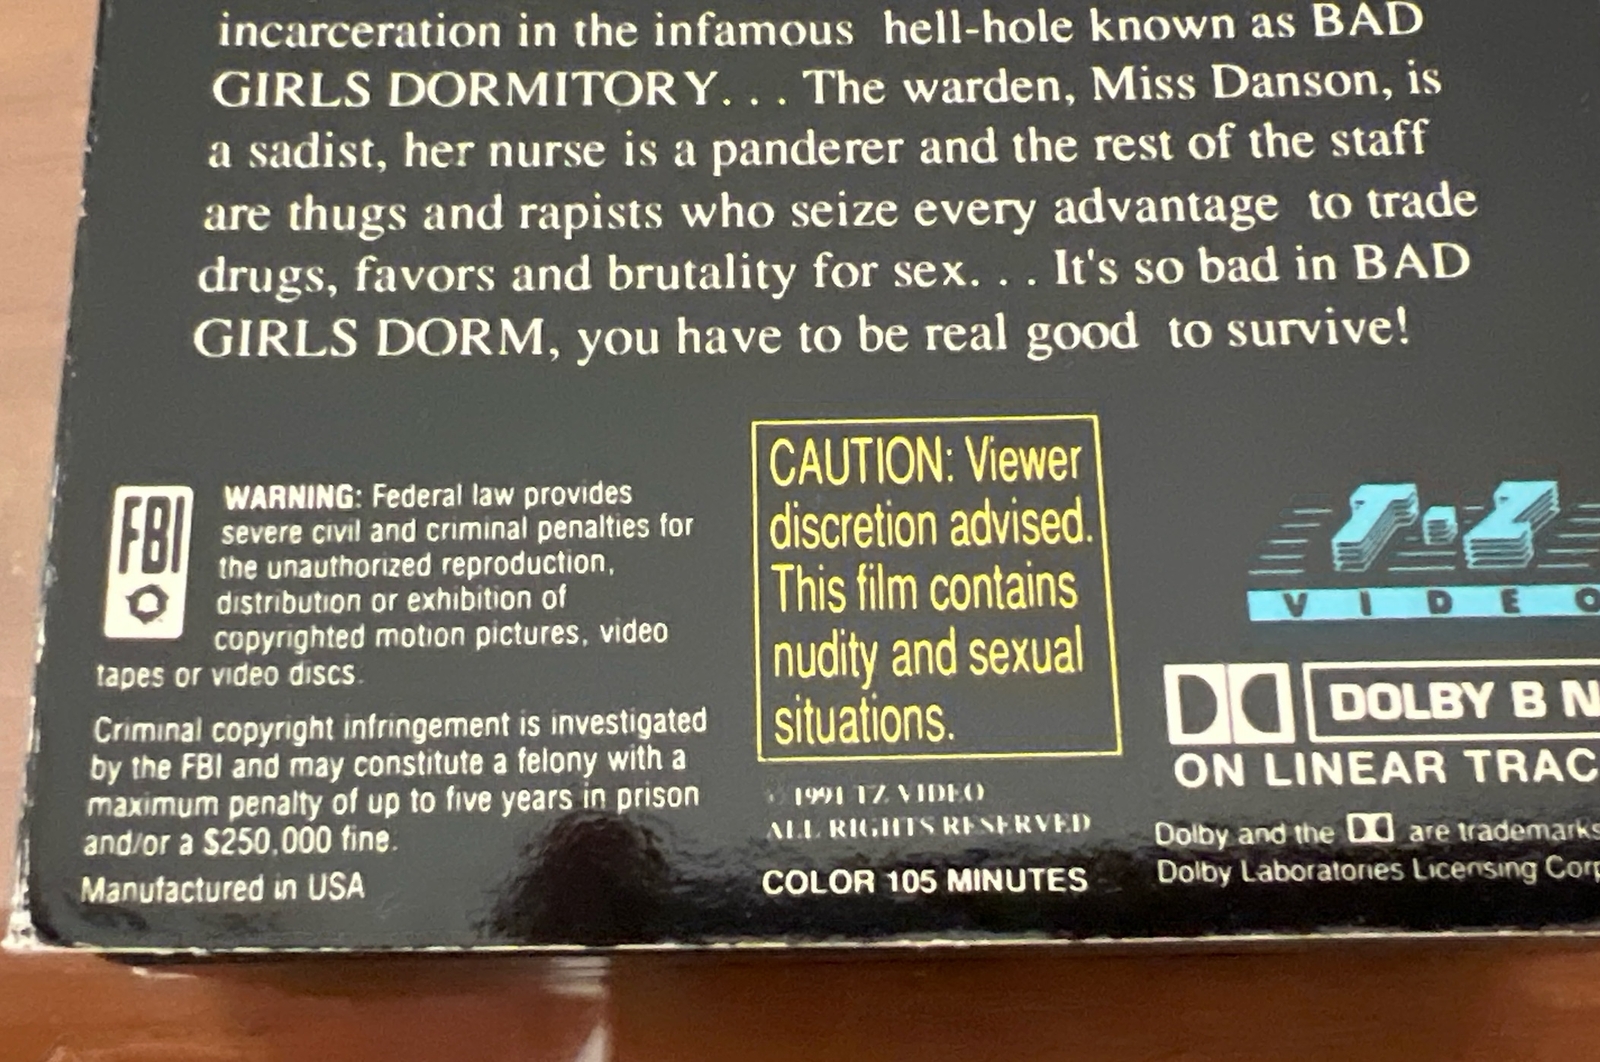 incarceration in the infamous hell-hole known as BAD
GIRLS DORMITORY. . . The warden, Miss Danson, is
a sadist, her nurse is a panderer and the rest of the staff
are thugs and rapists who seize every advantage to trade
drugs, favors and brutality for sex. . . It's so bad in BAD
GIRLS DORM, you have to be real good to survive!
FBI
WARNING: Federal law provides
severe civil and criminal penalties for
the unauthorized reproduction,
distribution or exhibition of
copyrighted motion pictures, video
tapes or video discs.
Criminal copyright infringement is investigated
by the FBI and may constitute a felony with a
maximum penalty of up to five years in prison
and/or a $250,000 fine.
Manufactured in USA
CAUTION: Viewer
discretion advised.
This film contains
nudity and sexual
situations.
1991 TZ VIDEO
ALL RIGHTS RESERVED
COLOR 105 MINUTES
VIDEO
DOLBY B N
ON LINEAR TRAC
Dolby and the are trademarks
Dolby Laboratories Licensing Corp